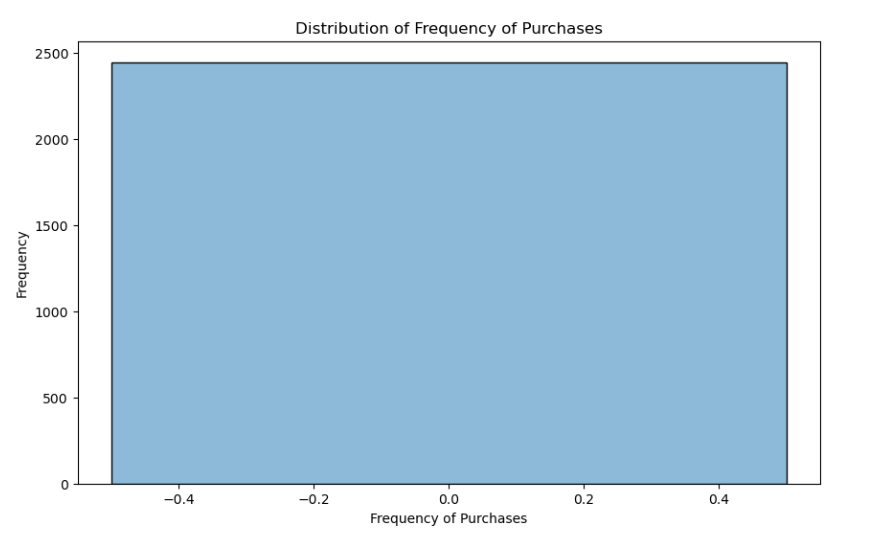 Distribution of Frequency of Purchases
2500
2000
1500
1000
500
0
Frequency
−0.4 −0.2 0.0 0.2 0.4
Frequency of Purchases